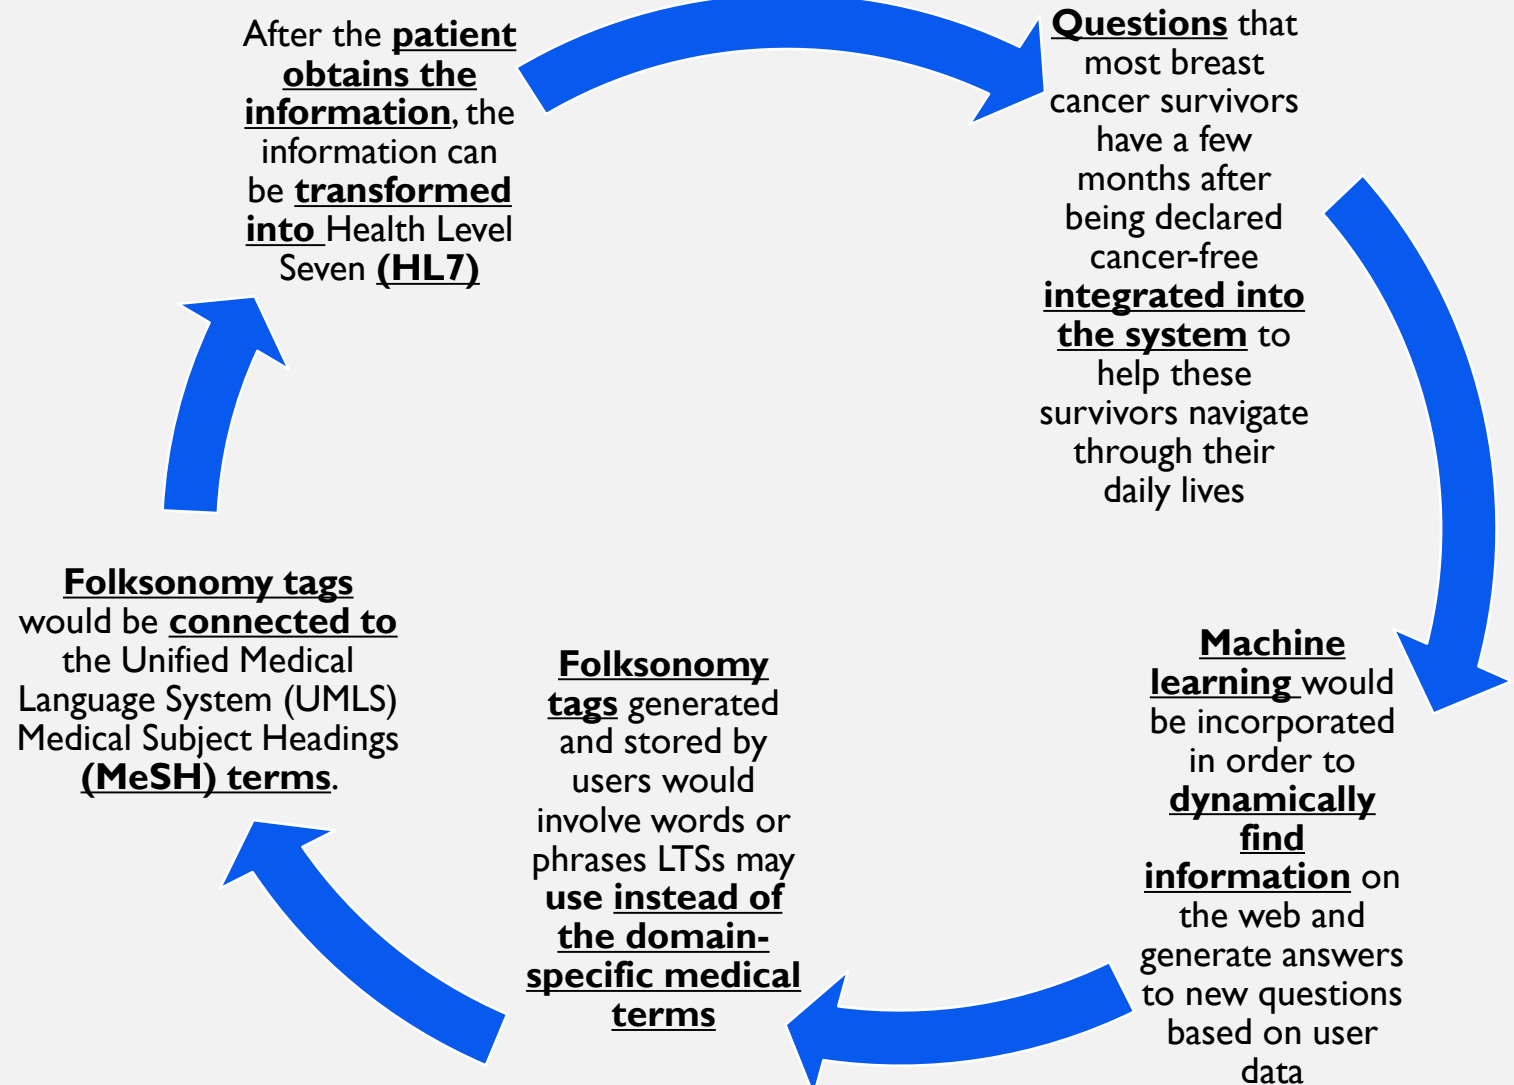 After the patient
obtains the
information, the
information can
be transformed
into Health Level
Seven (HL7)
Questions that
most breast
cancer survivors
have a few
months after
being declared
cancer-free
integrated into
the system to
help these
survivors navigate
through their
daily lives
Machine
learning would
be incorporated
in order to
dynamically
find
information on
the web and
generate answers
to new questions
based on user
data
Folksonomy
tags generated
and stored by
users would
involve words or
phrases LTSs may
use instead of
the domain-
specific medical
terms
Folksonomy tags
would be connected to
the Unified Medical
Language System (UMLS)
Medical Subject Headings
(MeSH) terms.